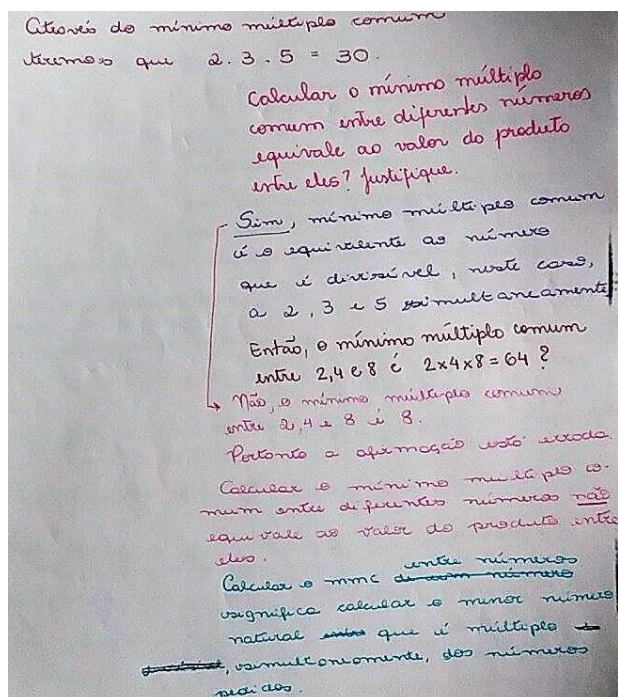 Através do mínimo múltiplo comum
tiremos que 2.3.5 = 30.
Calcular o mínimo múltiplo
comum entre diferentes números
equivale ao valor do produto
entre eles? Justifique.
Sim, mínimo múltiplo comum
é o equivalente ao número
que é divisível, neste caso,
a 2, 3 e 5 simultaneamente
Então, o mínimo múltiplo comum
entre 2,4 e 8 é 2x4x8=64?
Não, o mínimo múltiplo comum
entre 2,4 e 8 é 8.
Portanto a afirmação está errada.
Calcular o mínimo múltiplo co-
mum entre diferentes números não
equivale ao valor do produto entre
eles.
entre números
Calcular o mmc de um número
significa calcular o menor número
natural que é múltiplo
, simultaneamente, dos números
pedidos.